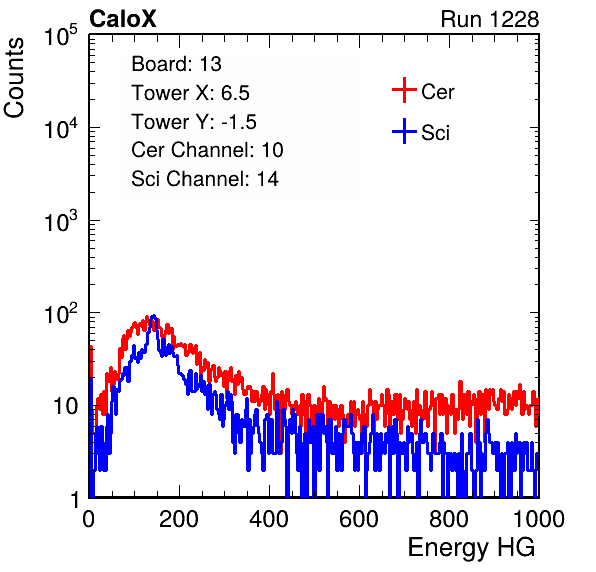 CaloX Run 1228
Counts
Board: 13
Tower X: 6.5
Tower Y: -1.5
Cer Channel: 10
Sci Channel: 14
Cer
Sci
10^5
10^4
10^3
10^2
10
1
0 200 400 600 800 1000
Energy HG